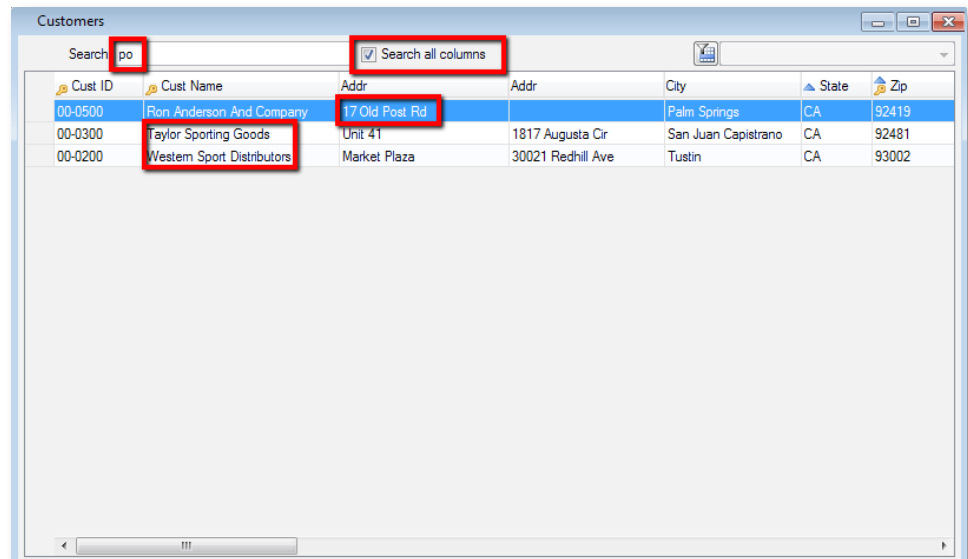 Customers
Search po Search all columns
Cust ID Cust Name Addr Addr City State Zip
00-0500 Ron Anderson And Company 17 Old Post Rd Palm Springs CA 92419
00-0300 Taylor Sporting Goods Unit 41 1817 Augusta Cir San Juan Capistrano CA 92481
00-0200 Western Sport Distributors Market Plaza 30021 Redhill Ave Tustin CA 93002